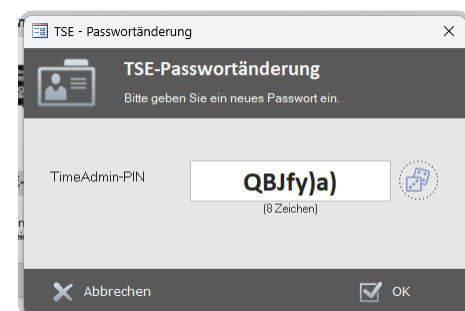 TSE - Passwortänderung
TSE-Passwortänderung
Bitte geben Sie ein neues Passwort ein.
TimeAdmin-PIN
QBJfy)a)
(8 Zeichen)
Abbrechen
OK